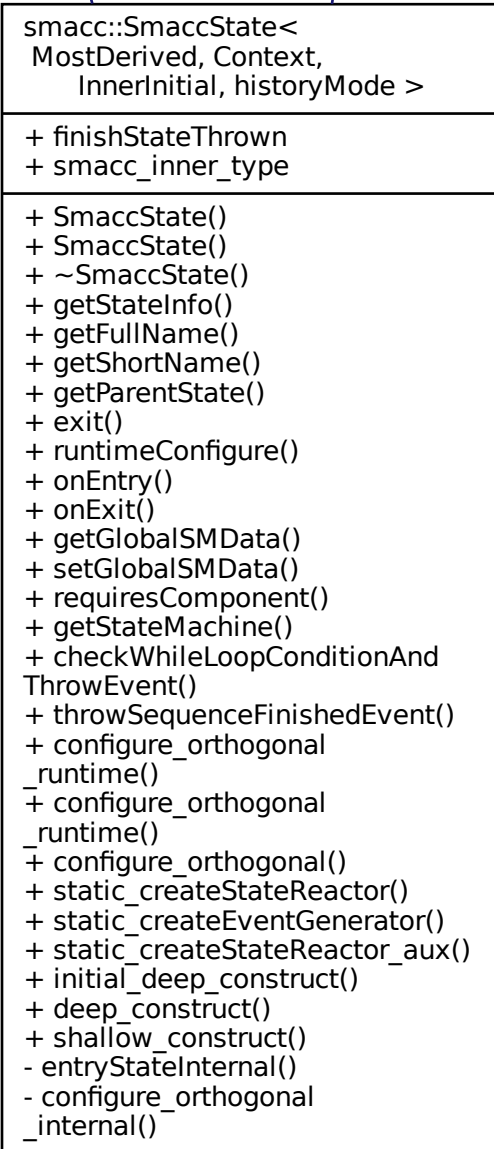 smacc::SmaccState<
MostDerived, Context,
InnerInitial, historyMode >
+ finishStateThrown
+ smacc_inner_type
+ SmaccState()
+ SmaccState()
+ ~SmaccState()
+ getStateInfo()
+ getFullName()
+ getShortName()
+ getParentState()
+ exit()
+ runtimeConfigure()
+ onEntry()
+ onExit()
+ getGlobalSMData()
+ setGlobalSMData()
+ requiresComponent()
+ getStateMachine()
+ checkWhileLoopConditionAnd
ThrowEvent()
+ throwSequenceFinishedEvent()
+ configure_orthogonal
_runtime()
+ configure_orthogonal
_runtime()
+ configure_orthogonal()
+ static_createStateReactor()
+ static_createEventGenerator()
+ static_createStateReactor_aux()
+ initial_deep_construct()
+ deep_construct()
+ shallow_construct()
- entryStateInternal()
- configure_orthogonal
_internal()